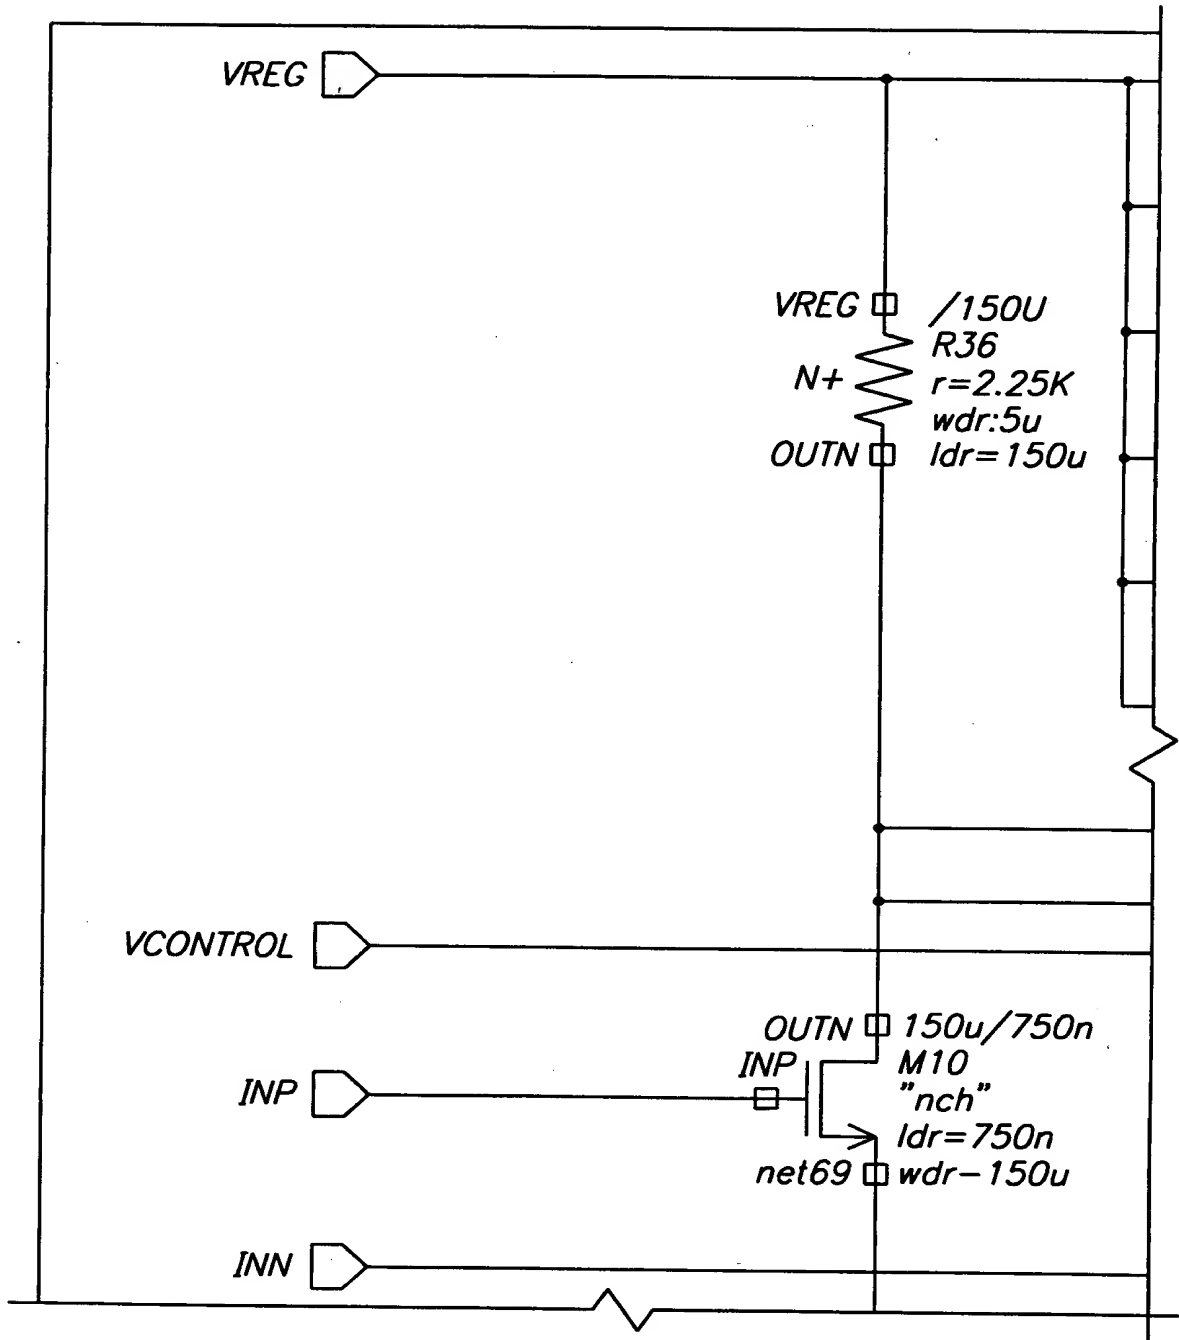 VREG
VREG /150U
R36
N+ r=2.25K
wdr:5u
OUTN ldr=150u
VCONTROL
OUTN 150u/750n
INP M10
INP "nch"
ldr=750n
net69 wdr-150u
INN